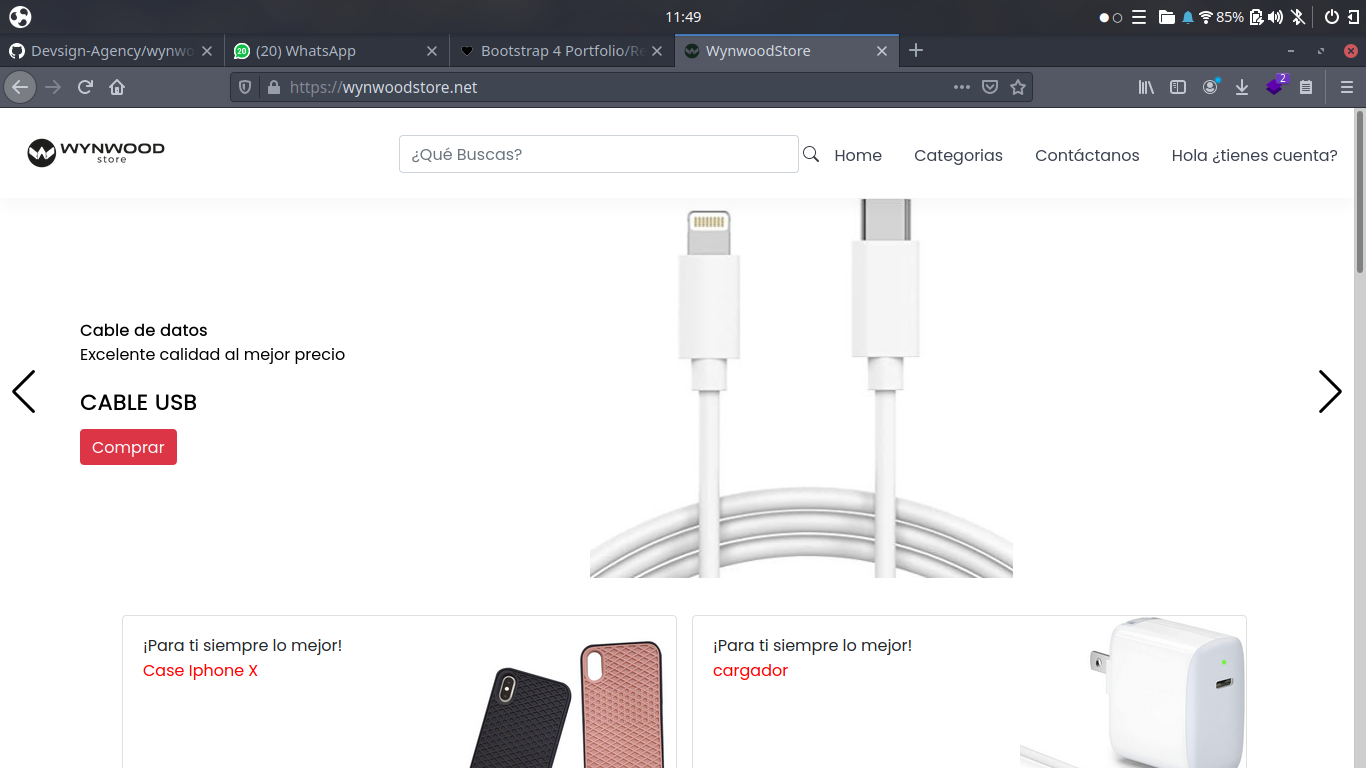 11:49
85%
Devsign-Agency/wynwo
(20) WhatsApp
Bootstrap 4 Portfolio/Re
WynwoodStore
https://wynwoodstore.net
2
WYNWOOD
store
¿Qué Buscas?
Home
Categorias
Contáctanos
Hola ¿tienes cuenta?
Cable de datos
Excelente calidad al mejor precio
CABLE USB
Comprar
¡Para ti siempre lo mejor!
Case Iphone X
¡Para ti siempre lo mejor!
cargador